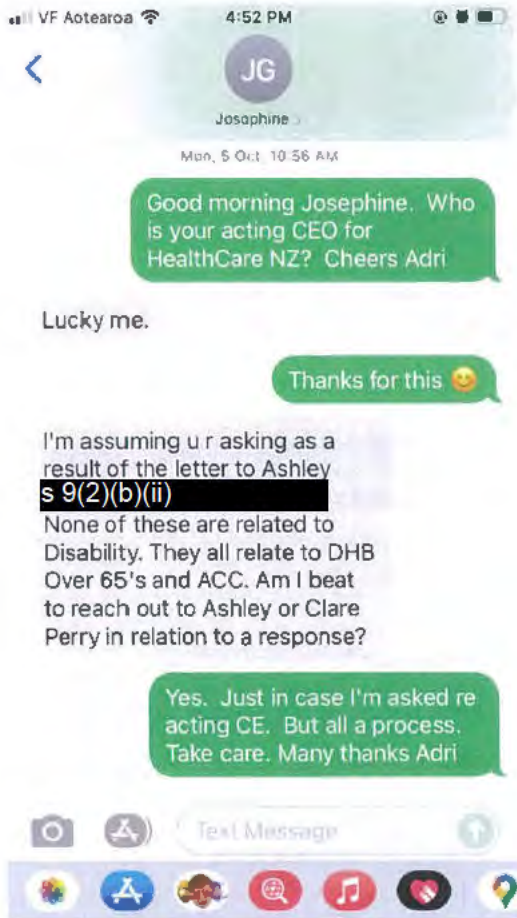 VF Aotearoa
4:52 PM
JG
Josephine
Mon, 5 Oct, 10:56 AM
Good morning Josephine. Who
is your acting CEO for
HealthCare NZ? Cheers Adri
Lucky me.
Thanks for this 😊
I'm assuming u r asking as a
result of the letter to Ashley
s 9(2)(b)(ii)
None of these are related to
Disability. They all relate to DHB
Over 65's and ACC. Am I beat
to reach out to Ashley or Clare
Perry in relation to a response?
Yes. Just in case I'm asked re
acting CE. But all a process.
Take care. Many thanks Adri
Text Message